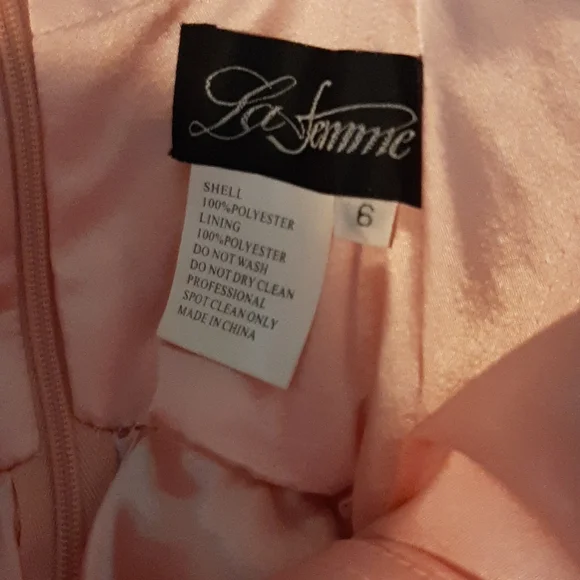 La Femme
SHELL
100%POLYESTER
LINING
100%POLYESTER
DO NOT WASH
DO NOT DRY CLEAN
PROFESSIONAL
SPOT CLEAN ONLY
MADE IN CHINA
6